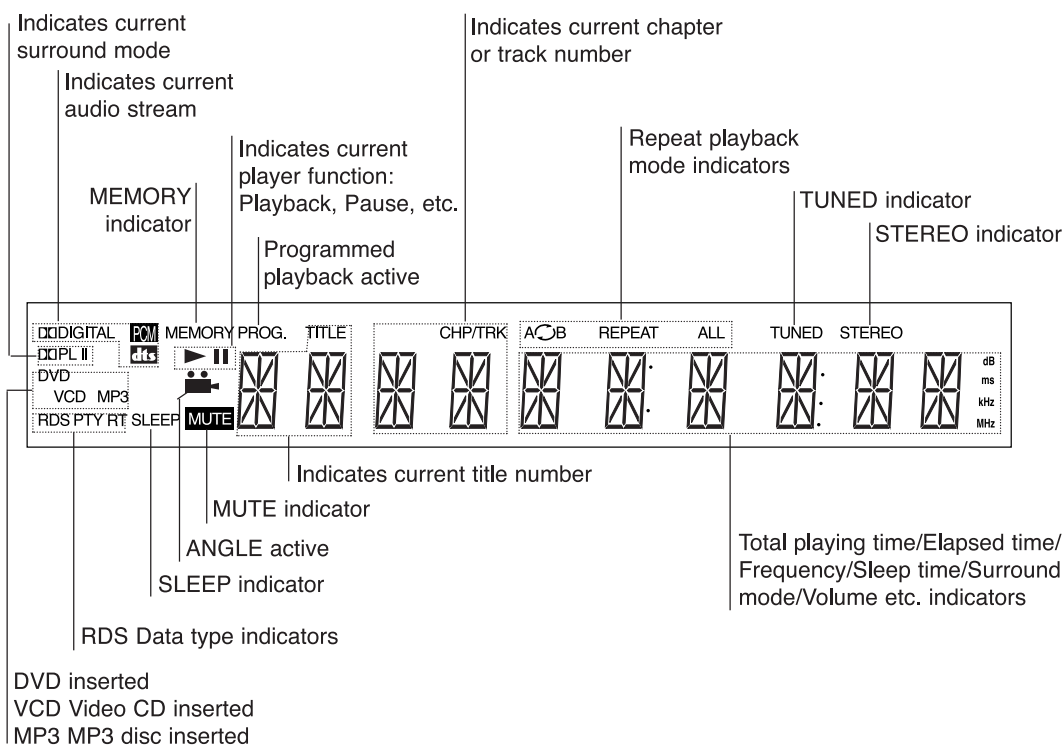 Indicates current
surround mode
Indicates current
audio stream
MEMORY
indicator
Indicates current
player function:
Playback, Pause, etc.
Programmed
playback active
Indicates current chapter
or track number
Repeat playback
mode indicators
TUNED indicator
STEREO indicator
DIGITAL PCM MEMORY PROG. TITLE CHP/TRK A B REPEAT ALL TUNED STEREO
PL II dts
DVD
VCD MP3
RDS PTY RT SLEEP MUTE
dB
ms
kHz
MHz
Indicates current title number
MUTE indicator
ANGLE active
SLEEP indicator
RDS Data type indicators
Total playing time/Elapsed time/
Frequency/Sleep time/Surround
mode/Volume etc. indicators
DVD inserted
VCD Video CD inserted
MP3 MP3 disc inserted